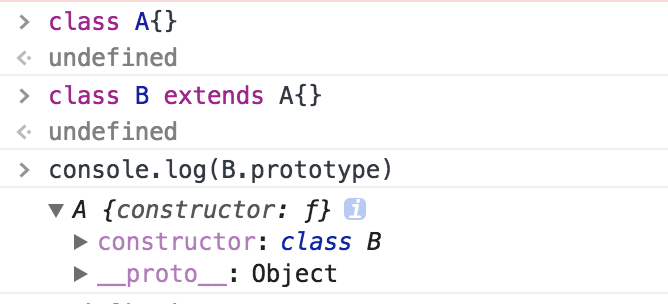 > class A{}
<· undefined
> class B extends A{}
<· undefined
> console.log(B.prototype)
▼ A {constructor: ƒ} i
▶ constructor: class B
▶ __proto__: Object